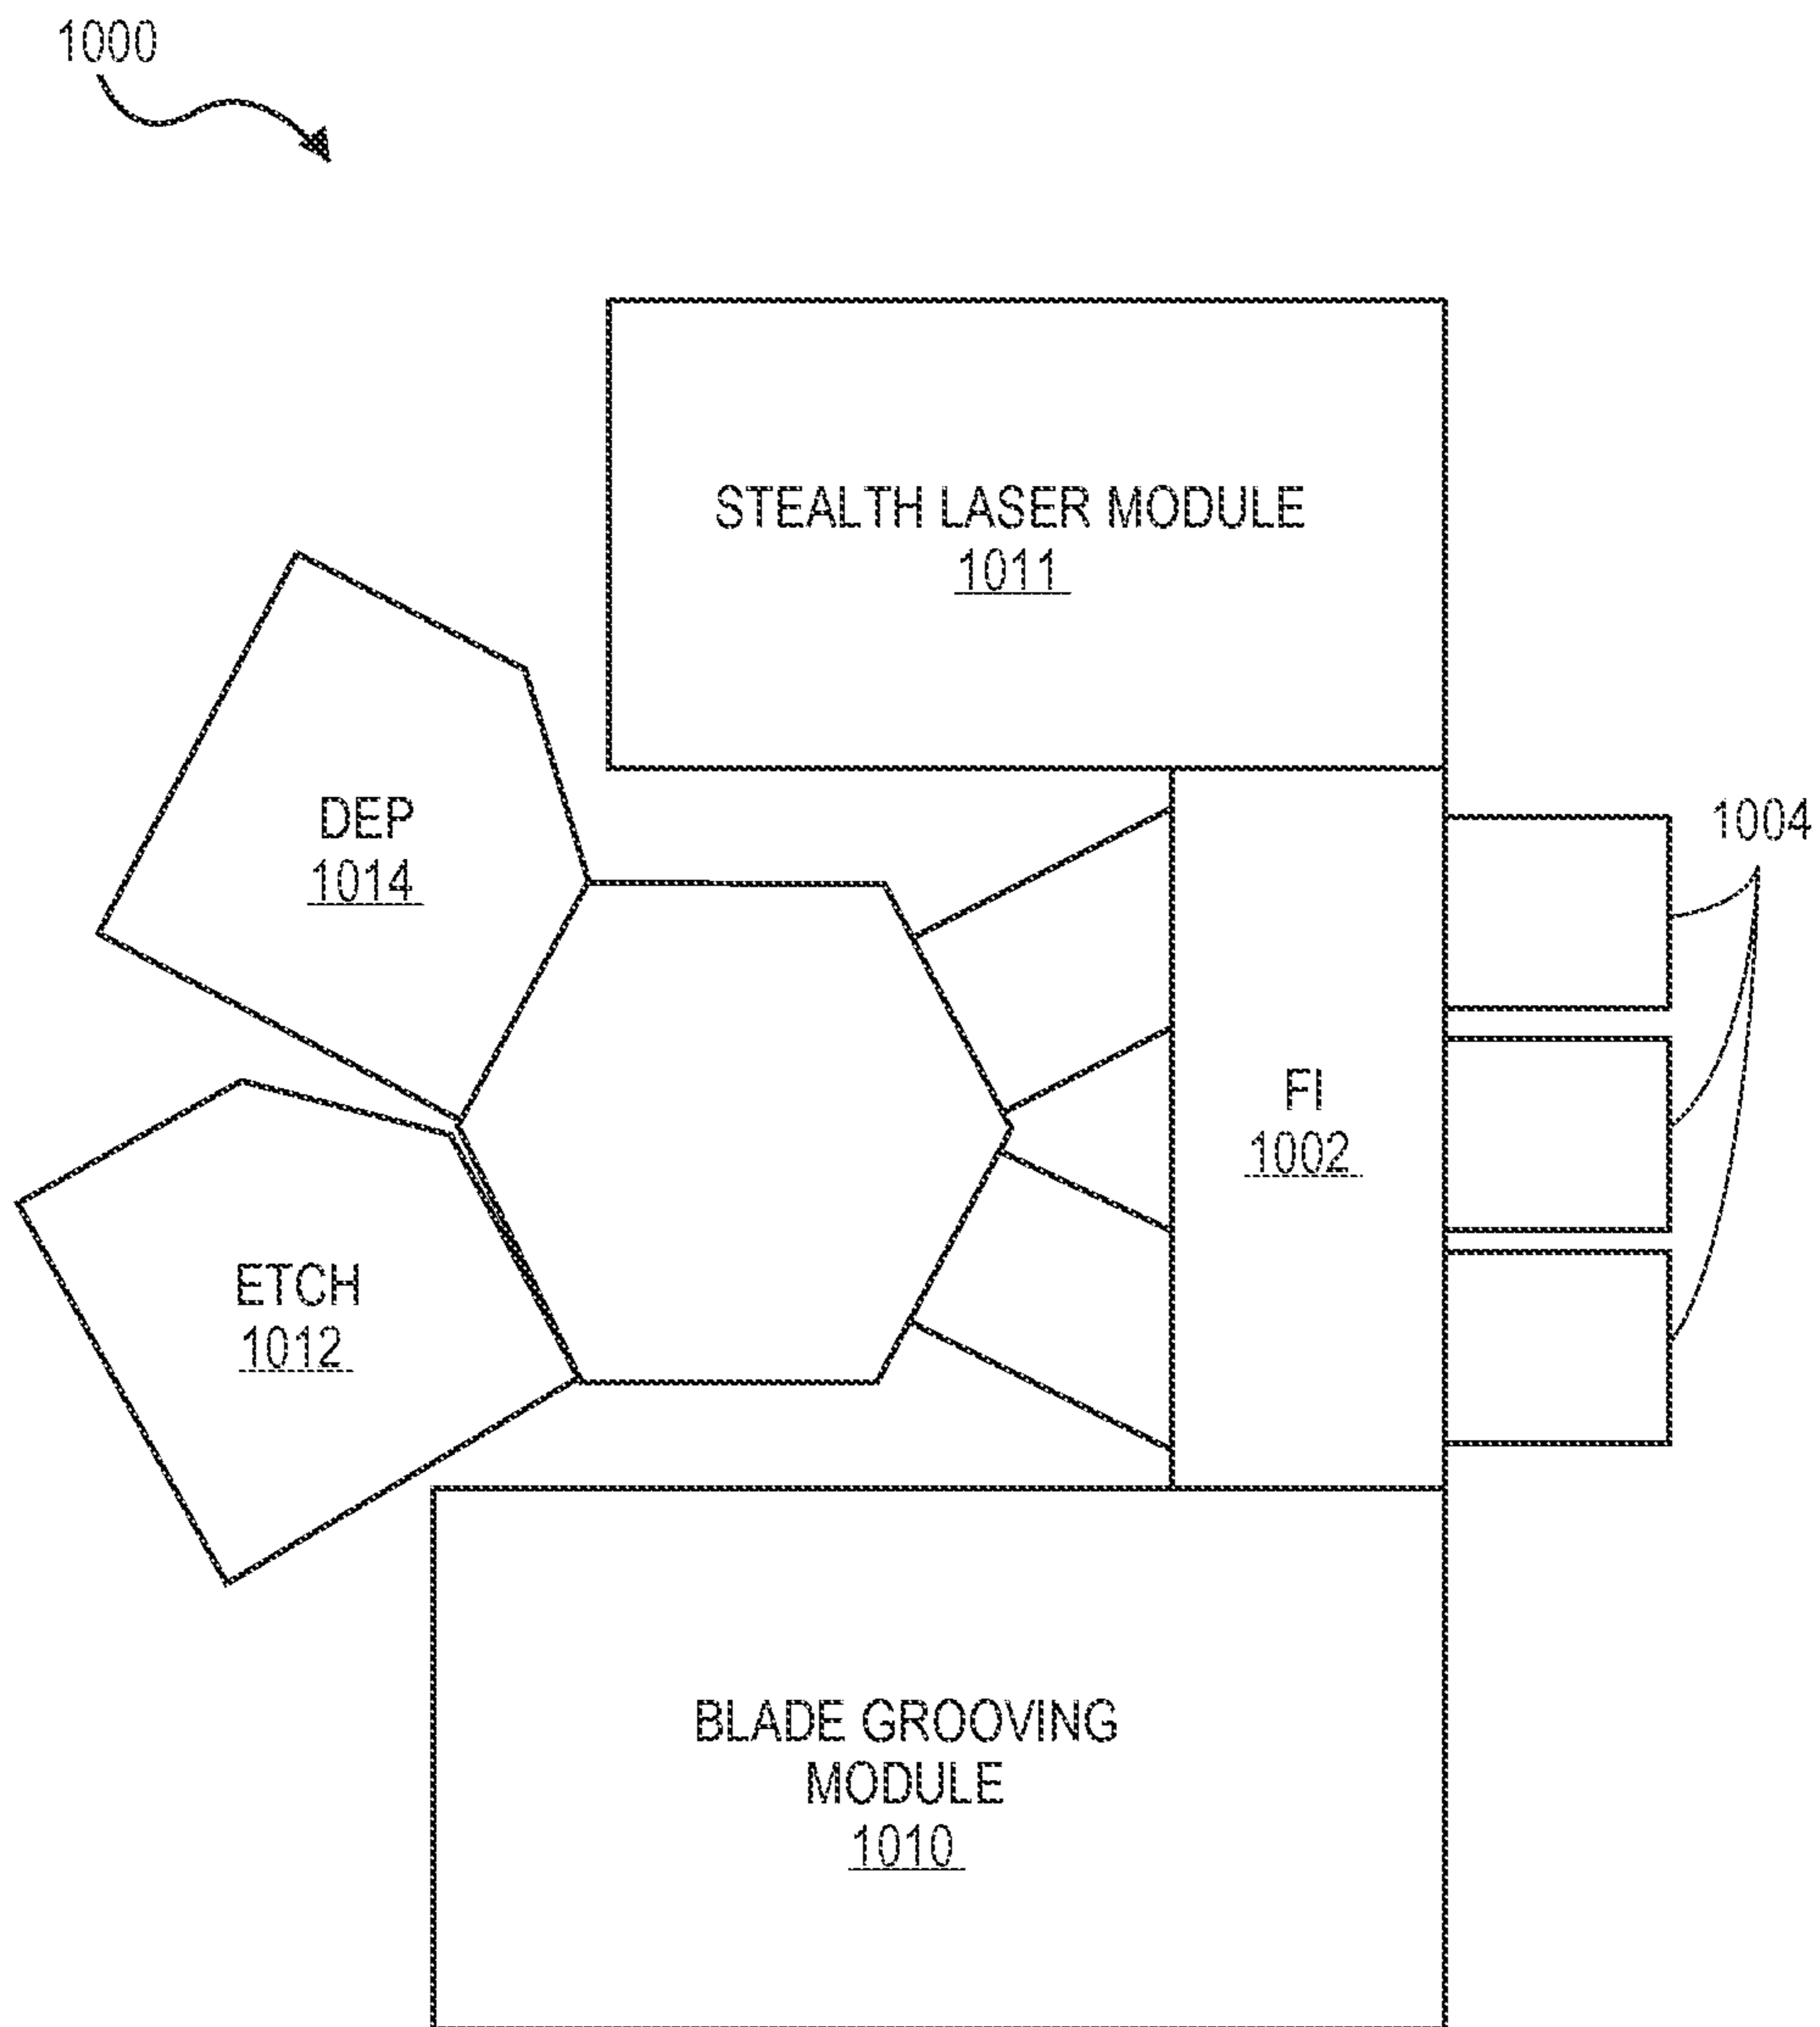 1000
STEALTH LASER MODULE
1011
DEP
1014
1004
FI
1002
ETCH
1012
BLADE GROOVING
MODULE
1010